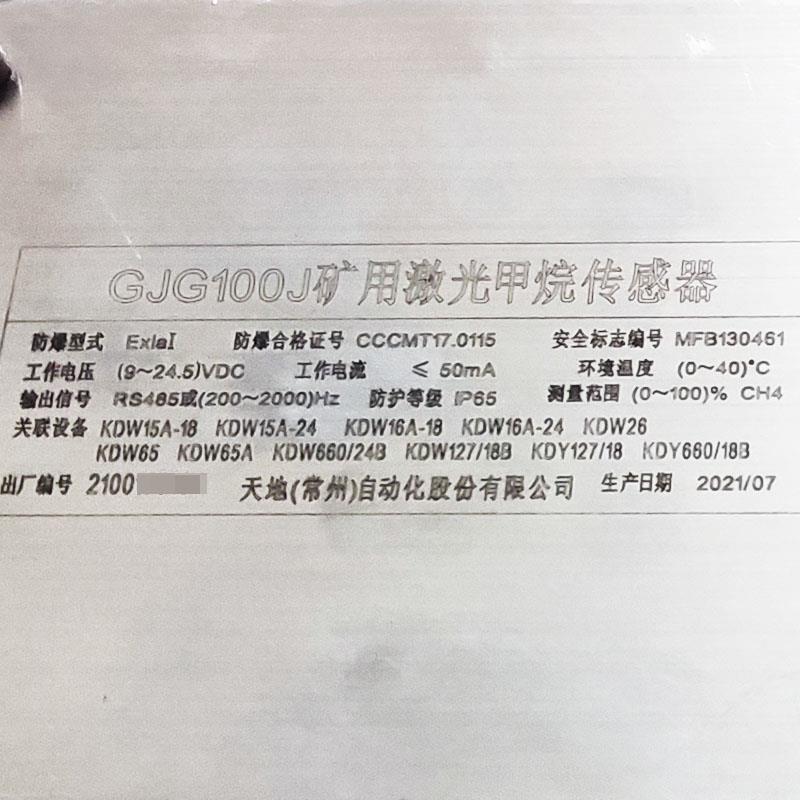 GJG100J矿用激光甲烷传感器
防爆型式 ExiaI 防爆合格证号 CCCMT17.0115 安全标志编号 MFB130461
工作电压 (9~24.5)VDC 工作电流 ≤ 50mA 环境温度 (0~40)°C
输出信号 RS485或(200~2000)Hz 防护等级 IP65 测量范围 (0~100)% CH4
关联设备 KDW15A-18 KDW15A-24 KDW16A-18 KDW16A-24 KDW26
KDW65 KDW65A KDW660/24B KDW127/18B KDY127/18 KDY660/18B
出厂编号 2100 天地(常州)自动化股份有限公司 生产日期 2021/07